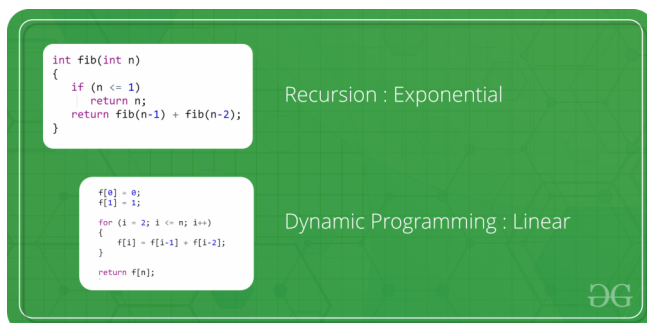 int fib(int n)
{
   if (n <= 1)
      return n;
   return fib(n-1) + fib(n-2);
}
Recursion : Exponential
f[0] = 0;
f[1] = 1;
for (i = 2; i <= n; i++)
{
    f[i] = f[i-1] + f[i-2];
}
return f[n];
Dynamic Programming : Linear